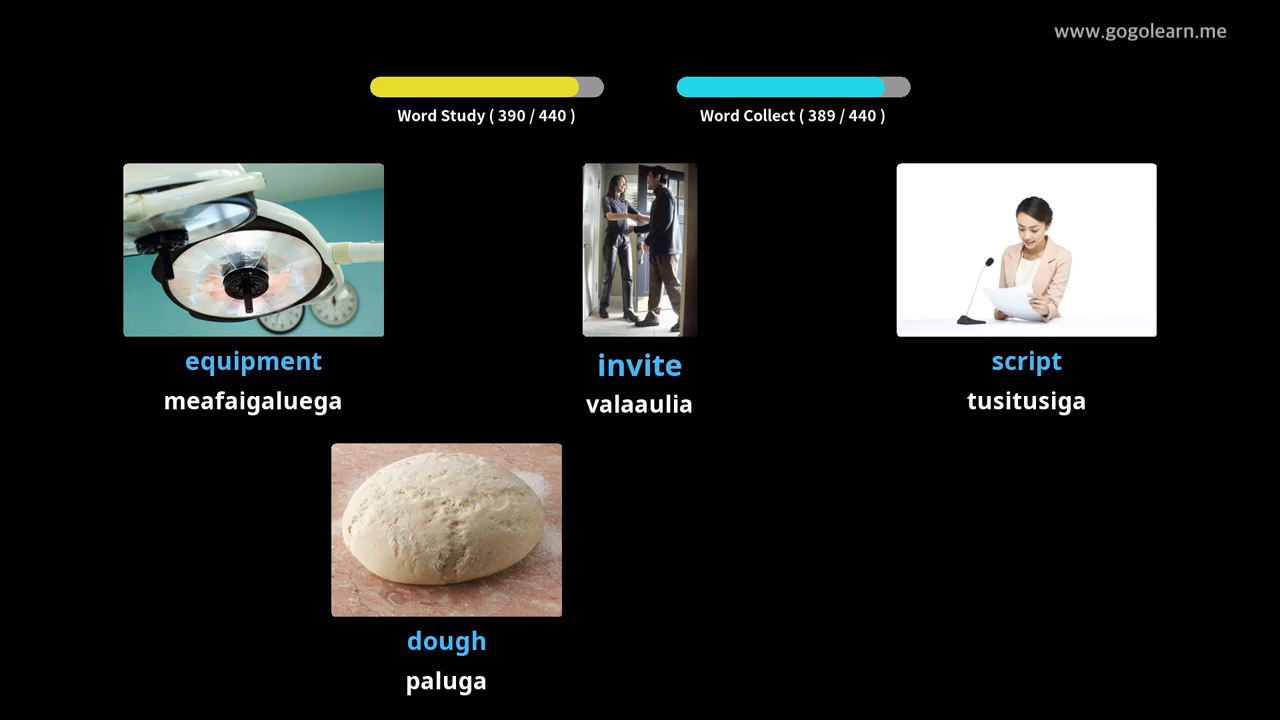 www.gogolearn.me
Word Study ( 390 / 440 )
Word Collect ( 389 / 440 )
equipment
meafaigaluega
invite
valaaulia
script
tusitusiga
dough
paluga